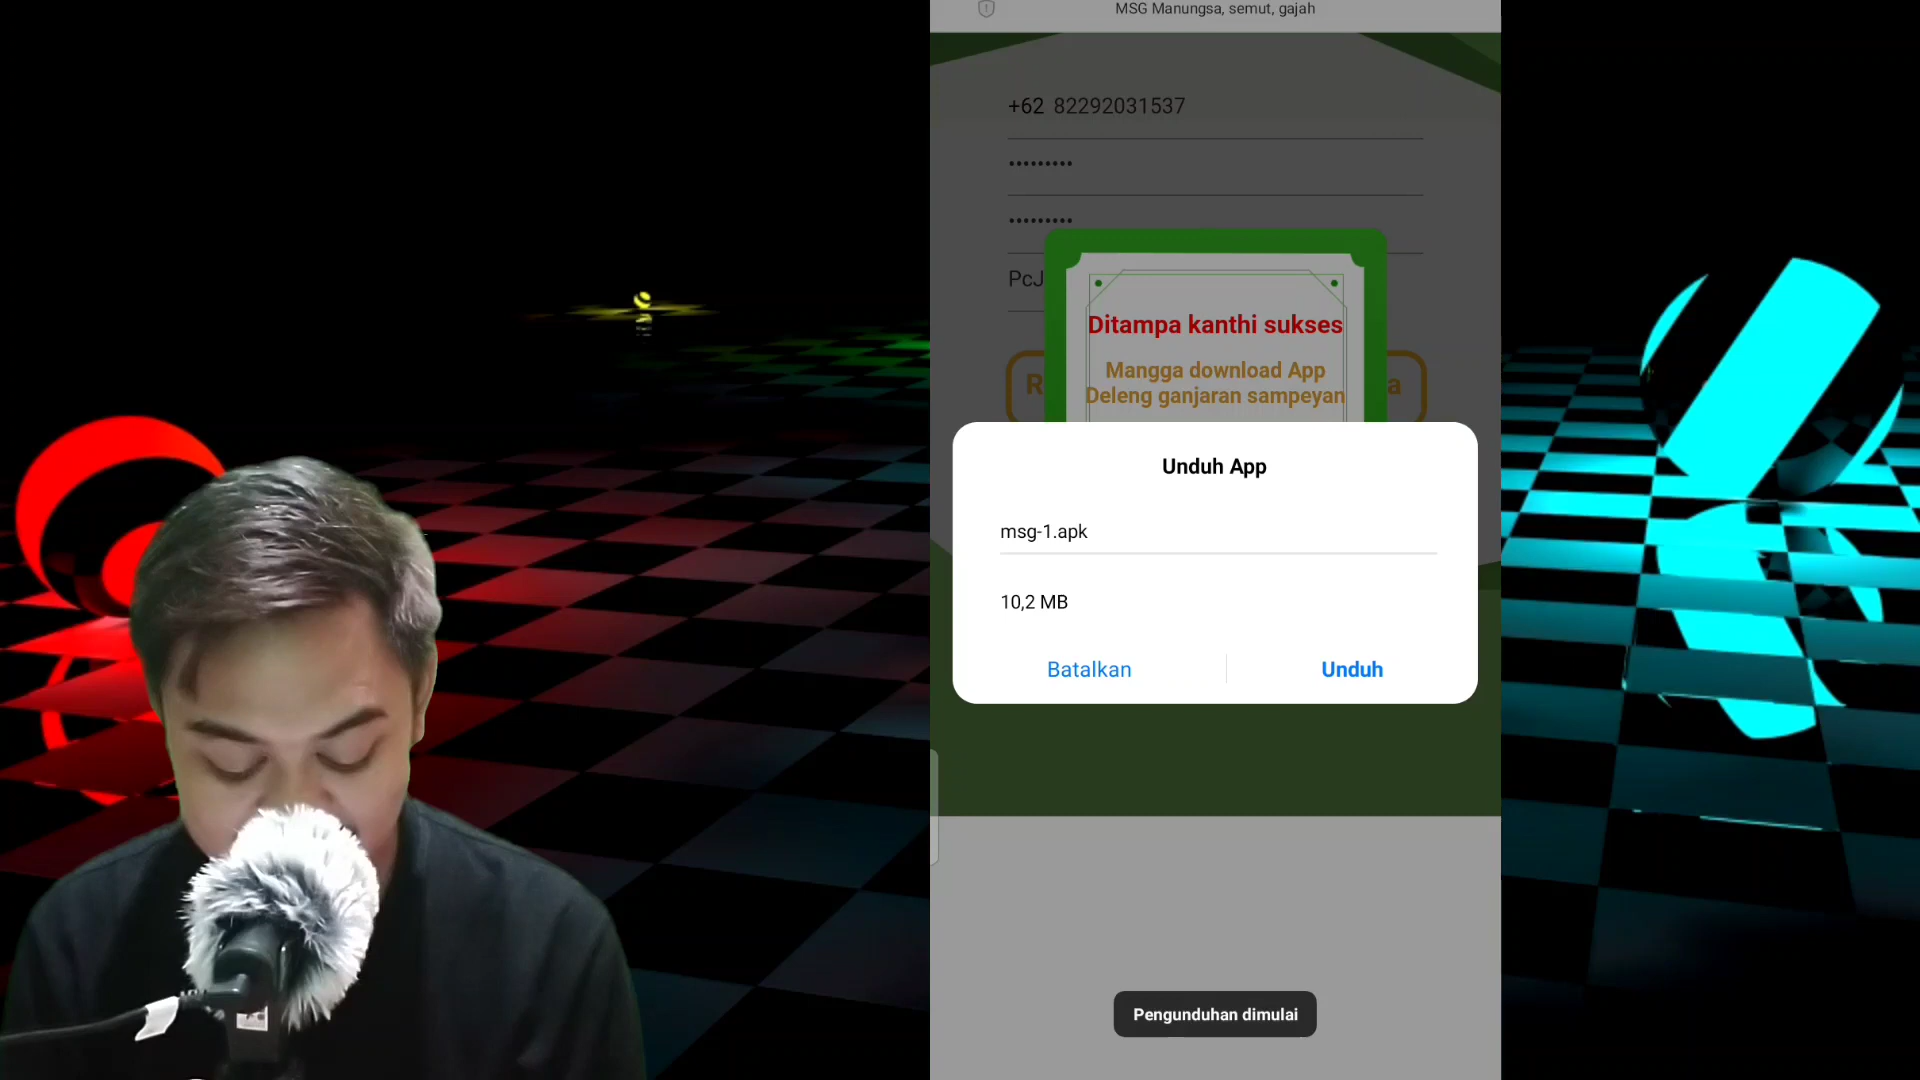 MSG Manungsa, semut, gajah
+62 82292031537
•••••••••
•••••••••
PcJ
Ditampa kanthi sukses
Mangga download App
Deleng ganjaran sampeyan
R
a
Unduh App
msg-1.apk
10,2 MB
Batalkan
Unduh
Pengunduhan dimulai